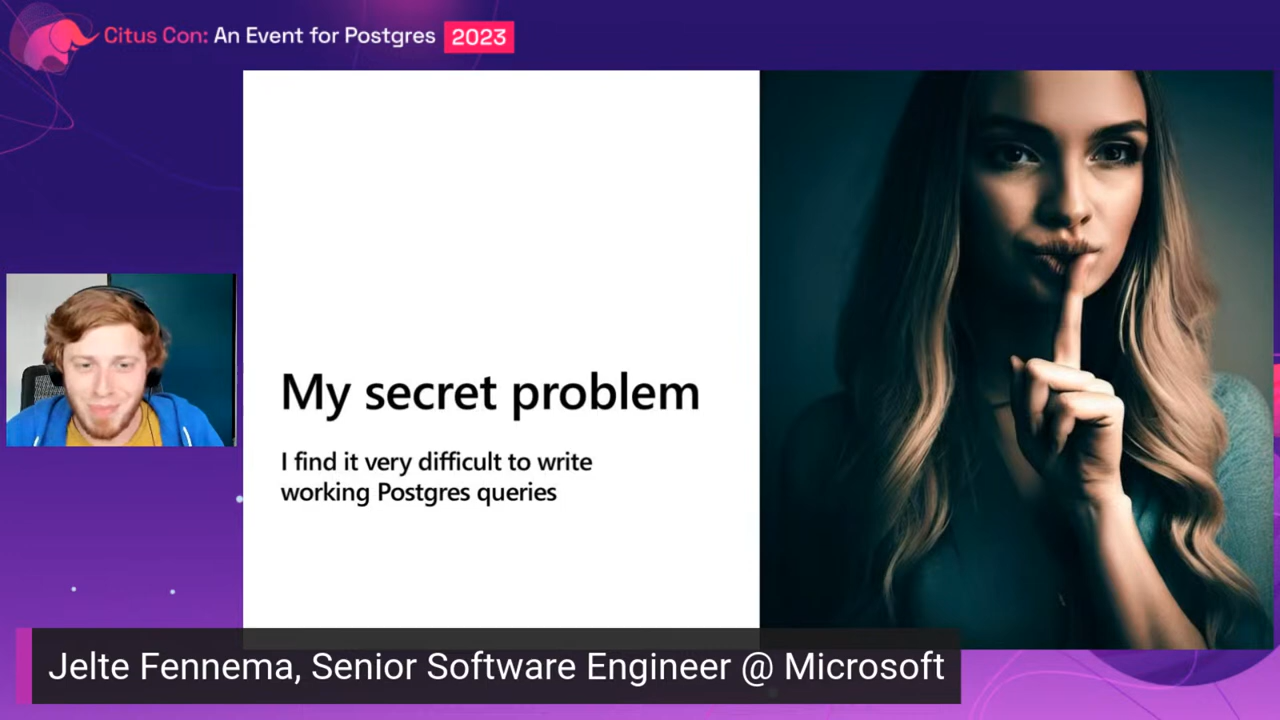 Citus Con: An Event for Postgres 2023
My secret problem
I find it very difficult to write
working Postgres queries
Jelte Fennema, Senior Software Engineer @ Microsoft